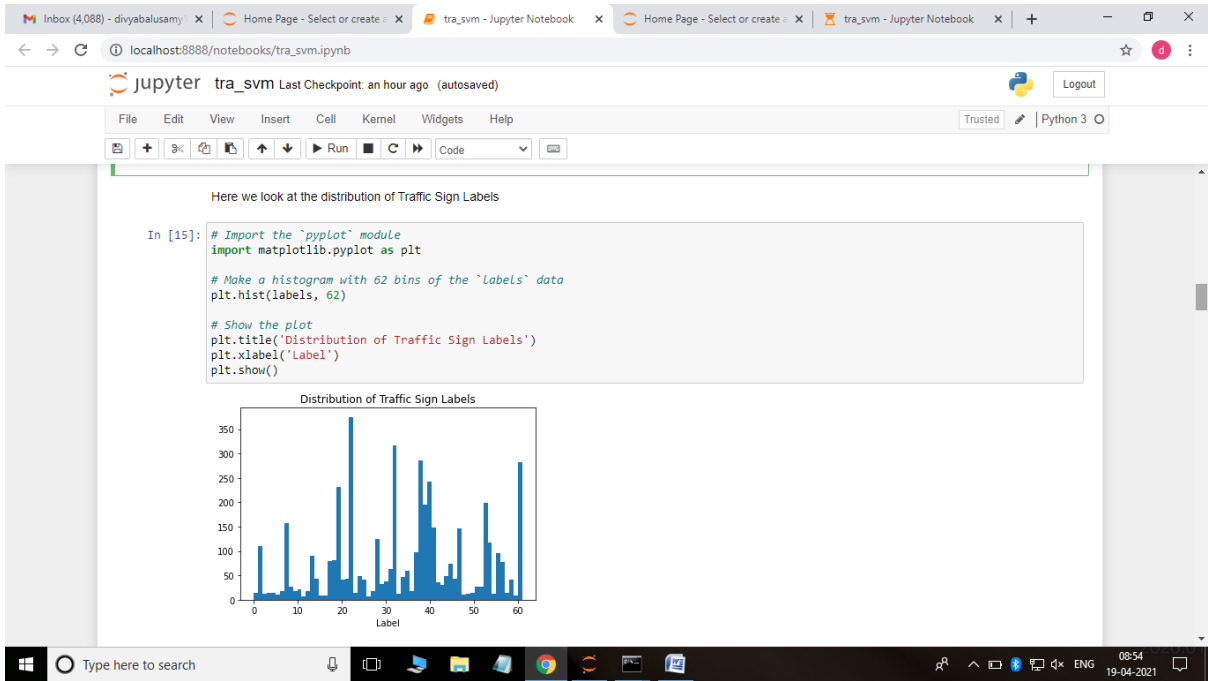 Inbox (4,088) - divyabalusamy1
Home Page - Select or create a
tra_svm - Jupyter Notebook
Home Page - Select or create a
tra_svm - Jupyter Notebook
localhost:8888/notebooks/tra_svm.ipynb
d
jupyter tra_svm Last Checkpoint: an hour ago (autosaved)
Logout
File Edit View Insert Cell Kernel Widgets Help
Trusted
Python 3
Run
Code
Here we look at the distribution of Traffic Sign Labels
In [15]:
# Import the `pyplot` module
import matplotlib.pyplot as plt
# Make a histogram with 62 bins of the `labels` data
plt.hist(labels, 62)
# Show the plot
plt.title('Distribution of Traffic Sign Labels')
plt.xlabel('Label')
plt.show()
Distribution of Traffic Sign Labels
350
300
250
200
150
100
50
0
0 10 20 30 40 50 60
Label
Type here to search
ENG
08:54
19-04-2021